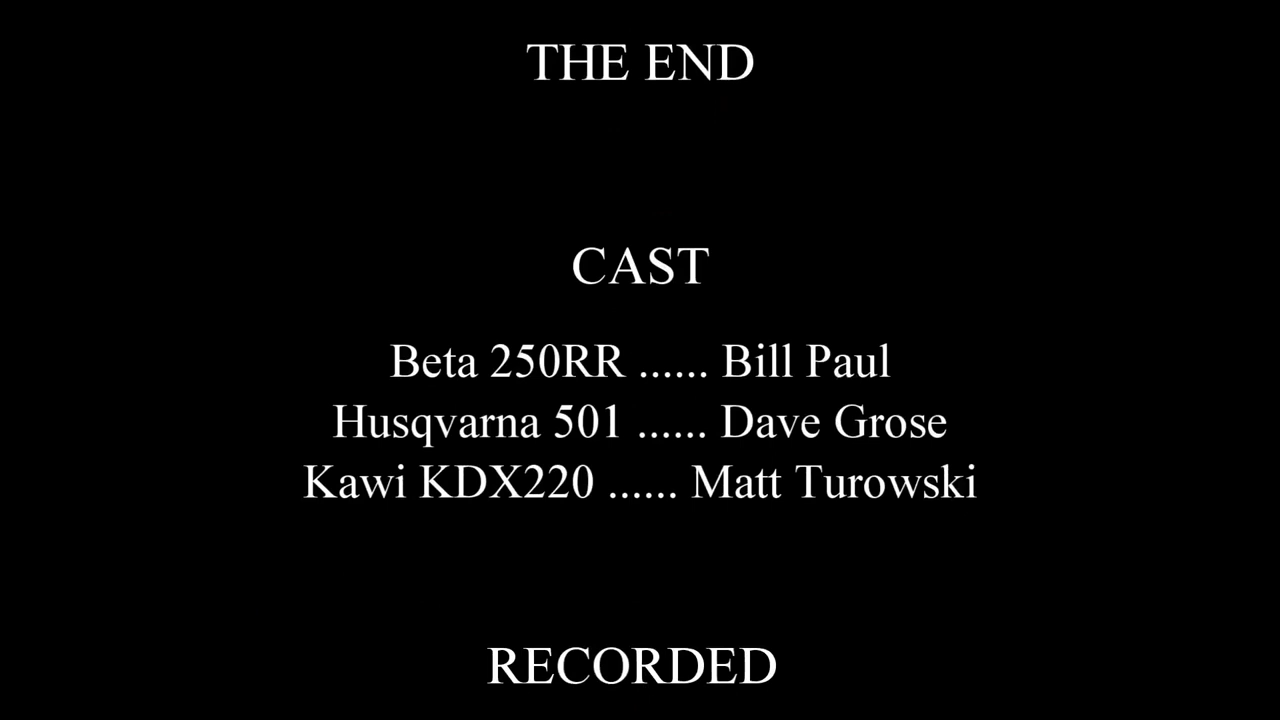 THE END
CAST
Beta 250RR ...... Bill Paul
Husqvarna 501 ...... Dave Grose
Kawi KDX220 ...... Matt Turowski
RECORDED